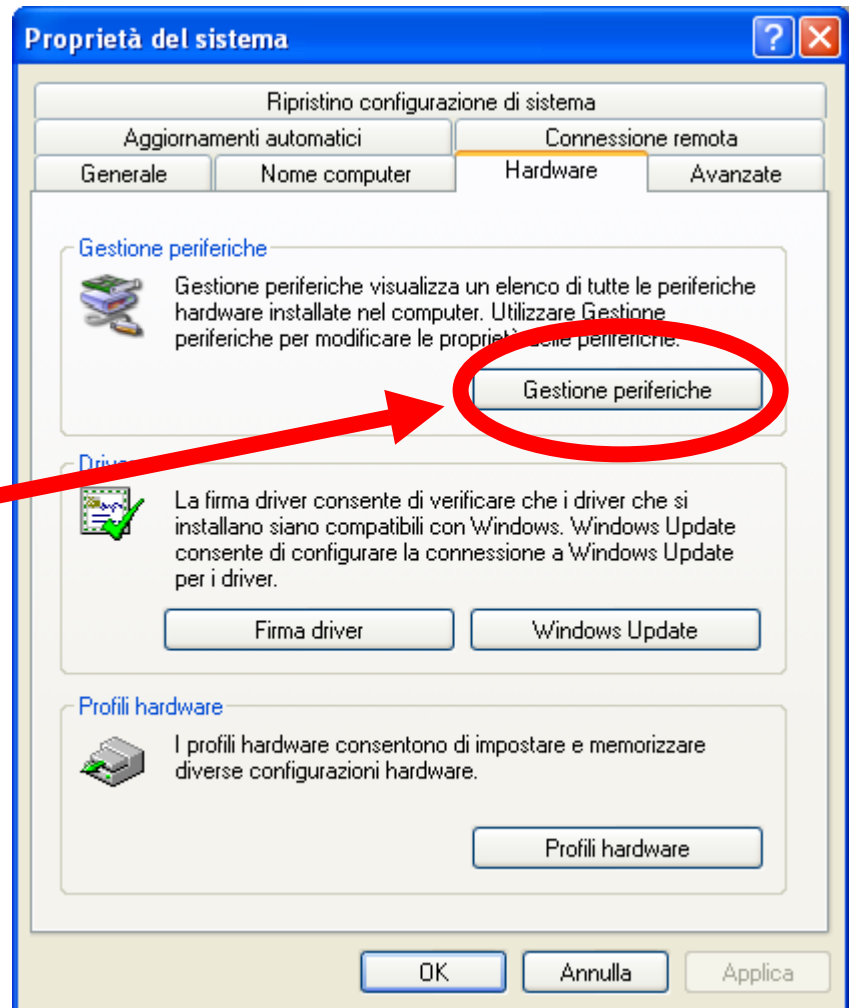 Proprietà del sistema
Ripristino configurazione di sistema
Aggiornamenti automatici
Connessione remota
Generale
Nome computer
Hardware
Avanzate
Gestione periferiche
Gestione periferiche visualizza un elenco di tutte le periferiche
hardware installate nel computer. Utilizzare Gestione
periferiche per modificare le proprietà delle periferiche.
Gestione periferiche
Driver
La firma driver consente di verificare che i driver che si
installano siano compatibili con Windows. Windows Update
consente di configurare la connessione a Windows Update
per i driver.
Firma driver
Windows Update
Profili hardware
I profili hardware consentono di impostare e memorizzare
diverse configurazioni hardware.
Profili hardware
OK
Annulla
Applica